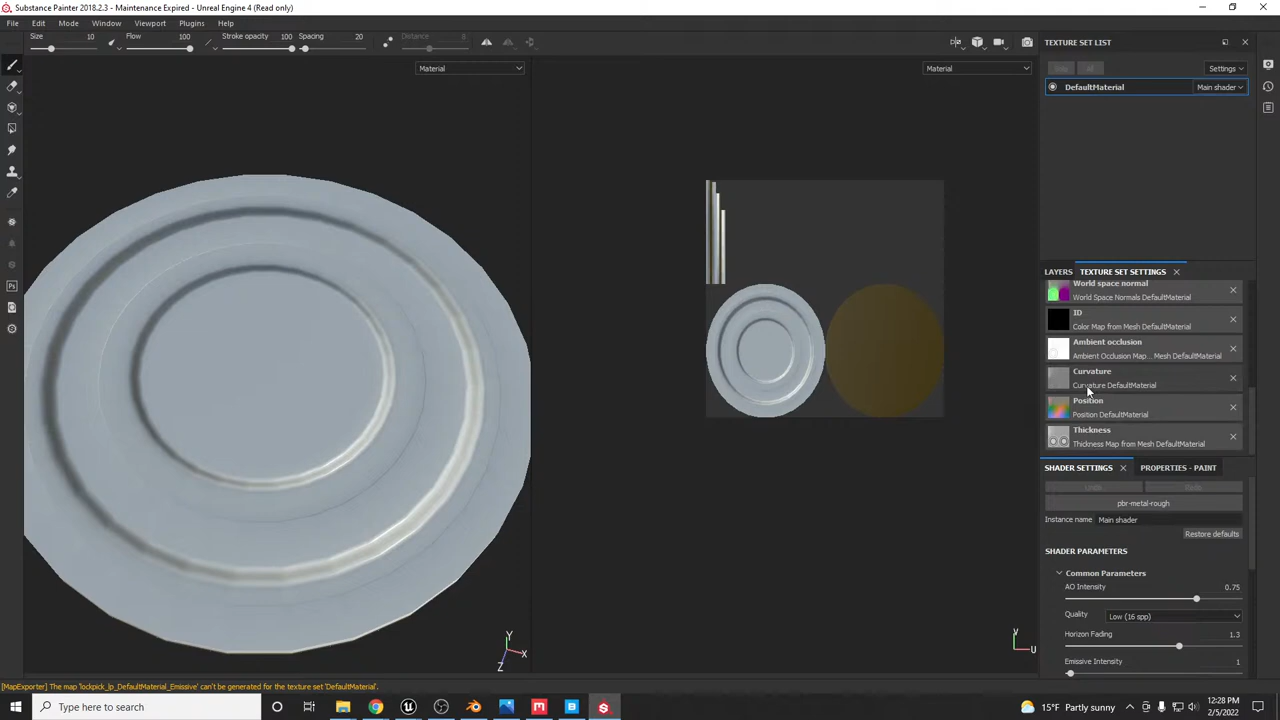 Substance Painter 2018.2.3 - Maintenance Expired - Unreal Engine 4 (Read only)
File Edit Mode Window Viewport Plugins Help
Size 10 Flow 100 Stroke opacity 100 Spacing 20 Distance 8
Material
Material
TEXTURE SET LIST
Solo All Settings
DefaultMaterial Main shader
LAYERS TEXTURE SET SETTINGS
World space normal
World Space Normals DefaultMaterial
ID
Color Map from Mesh DefaultMaterial
Ambient occlusion
Ambient Occlusion Map... Mesh DefaultMaterial
Curvature
Curvature DefaultMaterial
Position
Position DefaultMaterial
Thickness
Thickness Map from Mesh DefaultMaterial
SHADER SETTINGS PROPERTIES - PAINT
Undo Redo
pbr-metal-rough
Instance name Main shader
Restore defaults
SHADER PARAMETERS
Common Parameters
AO Intensity 0.75
Quality Low (16 spp)
Horizon Fading 1.3
Emissive Intensity 1
Y
X
Z
V
U
[MapExporter] The map 'lockpick_lp_DefaultMaterial_Emissive' can't be generated for the texture set 'DefaultMaterial'.
Type here to search
15°F Partly sunny
12:28 PM
2/5/2022